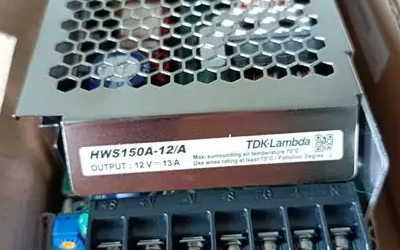 HWS150A-12/A
OUTPUT : 12 V ⎓ 13 A
TDK-Lambda
Max. surrounding air temperature 70°C
Use wires rating at least 75°C / Pollution Degree
+S +V -V -S FG L N